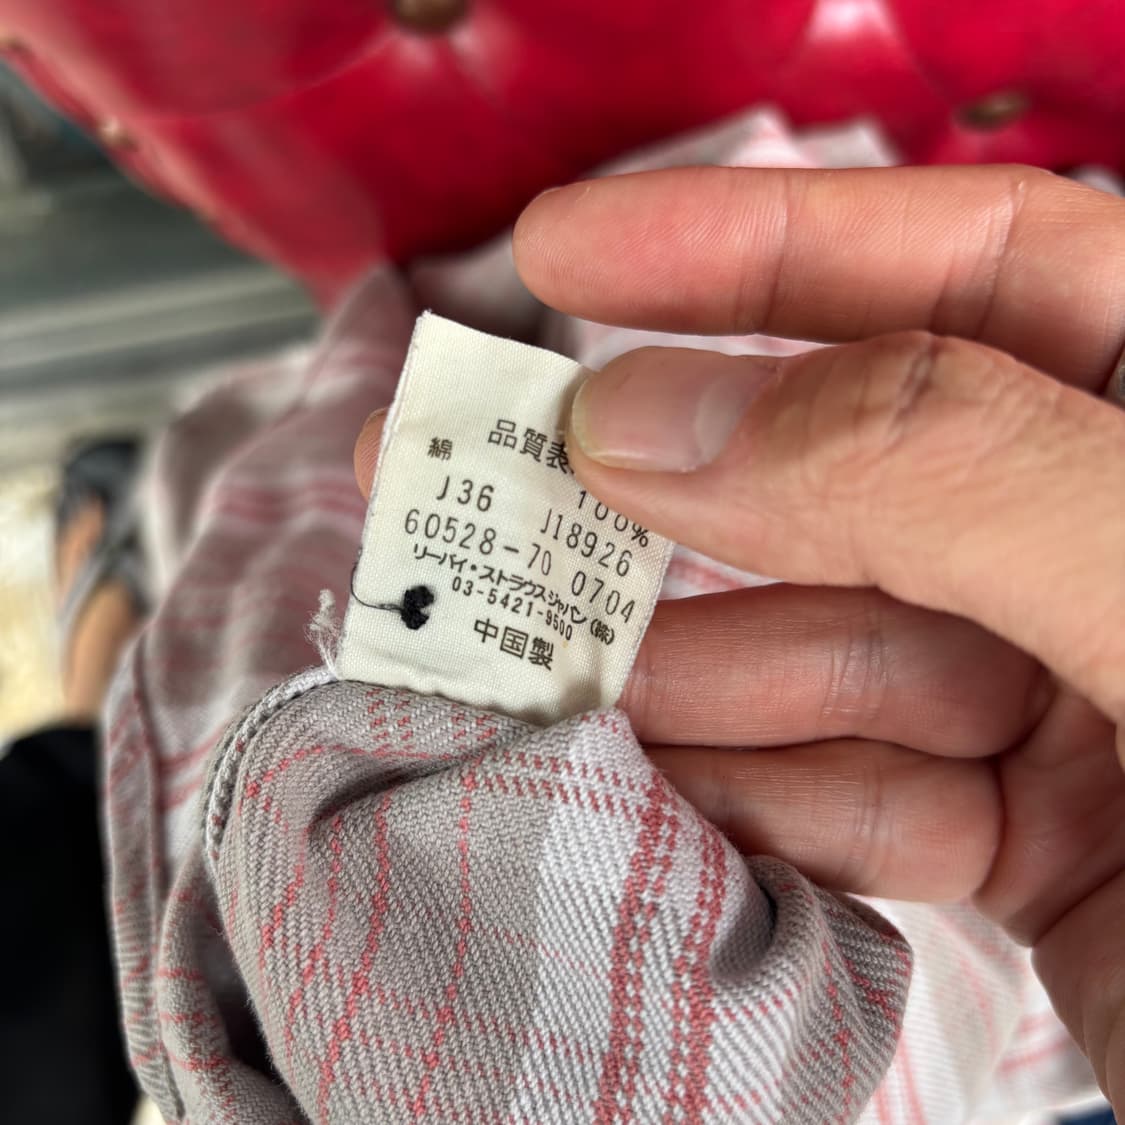 品質表
綿 100%
J36 J18926
60528-70 0704
リーバイ・ストラウスジャパン(株)
03-5421-9500
中国製